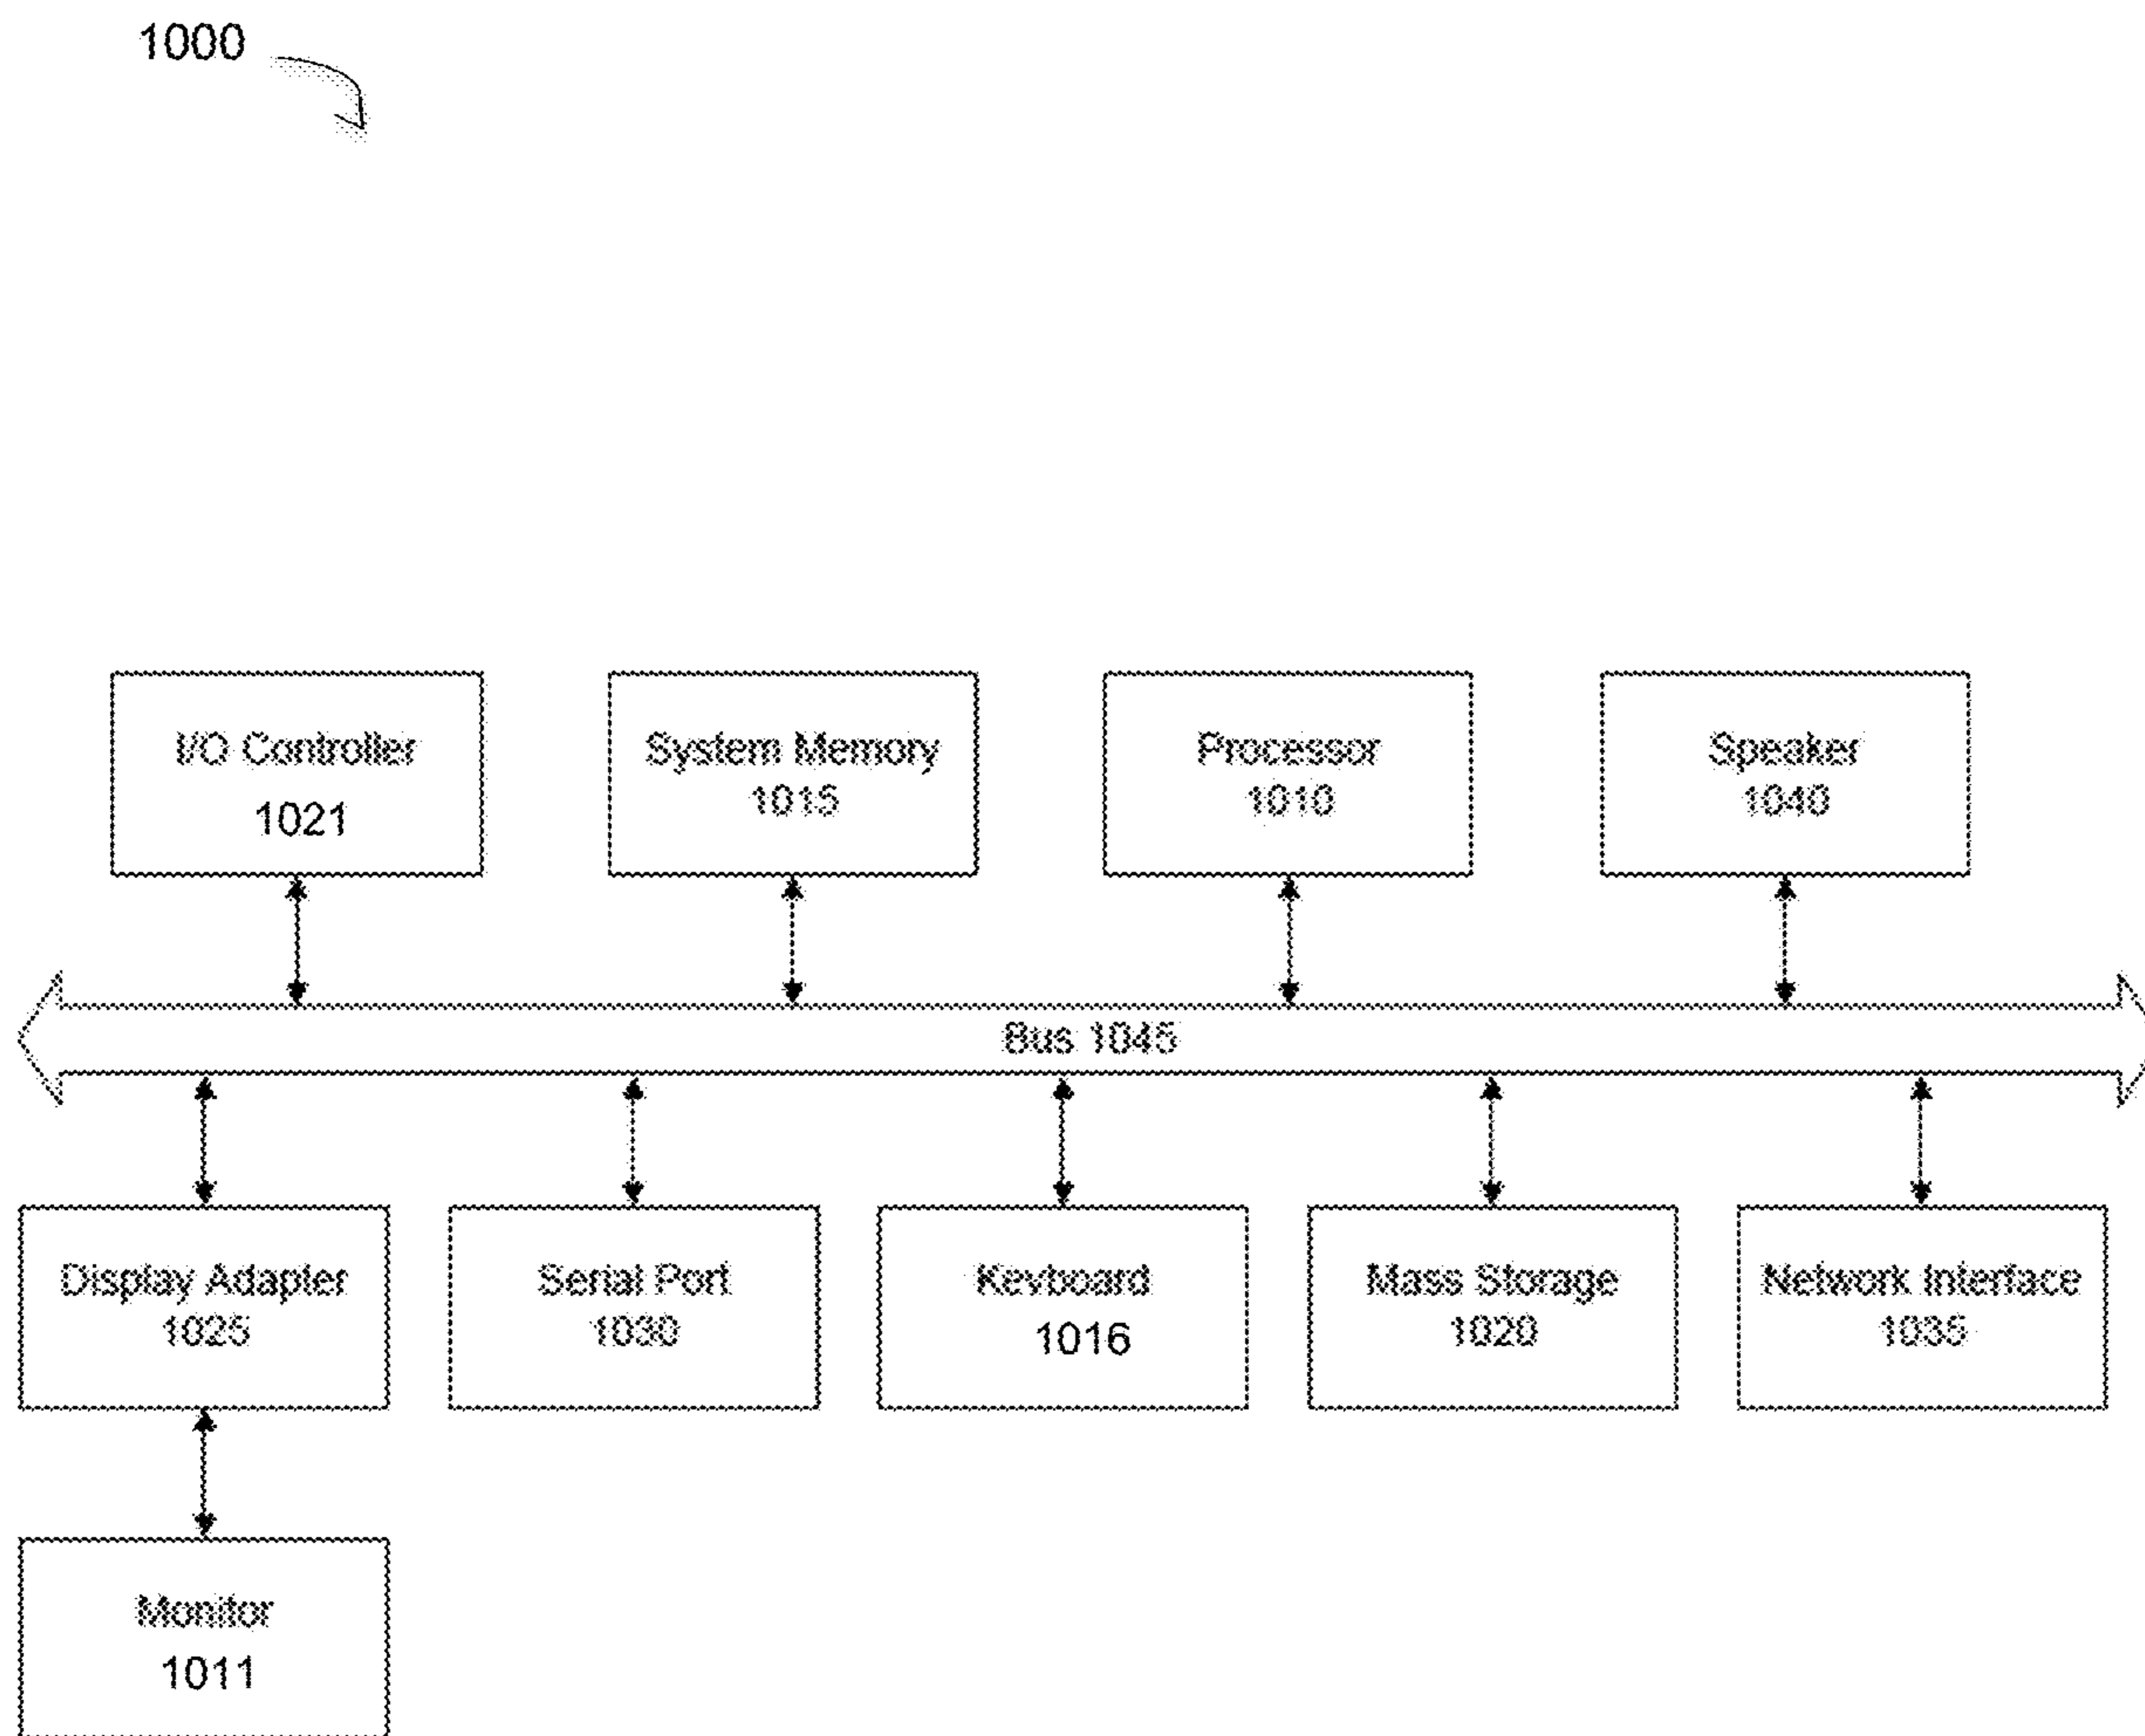 1000
I/O Controller
1021
System Memory
1015
Processor
1010
Speaker
1040
Bus 1045
Display Adapter
1025
Serial Port
1030
Keyboard
1016
Mass Storage
1020
Network Interface
1035
Monitor
1011